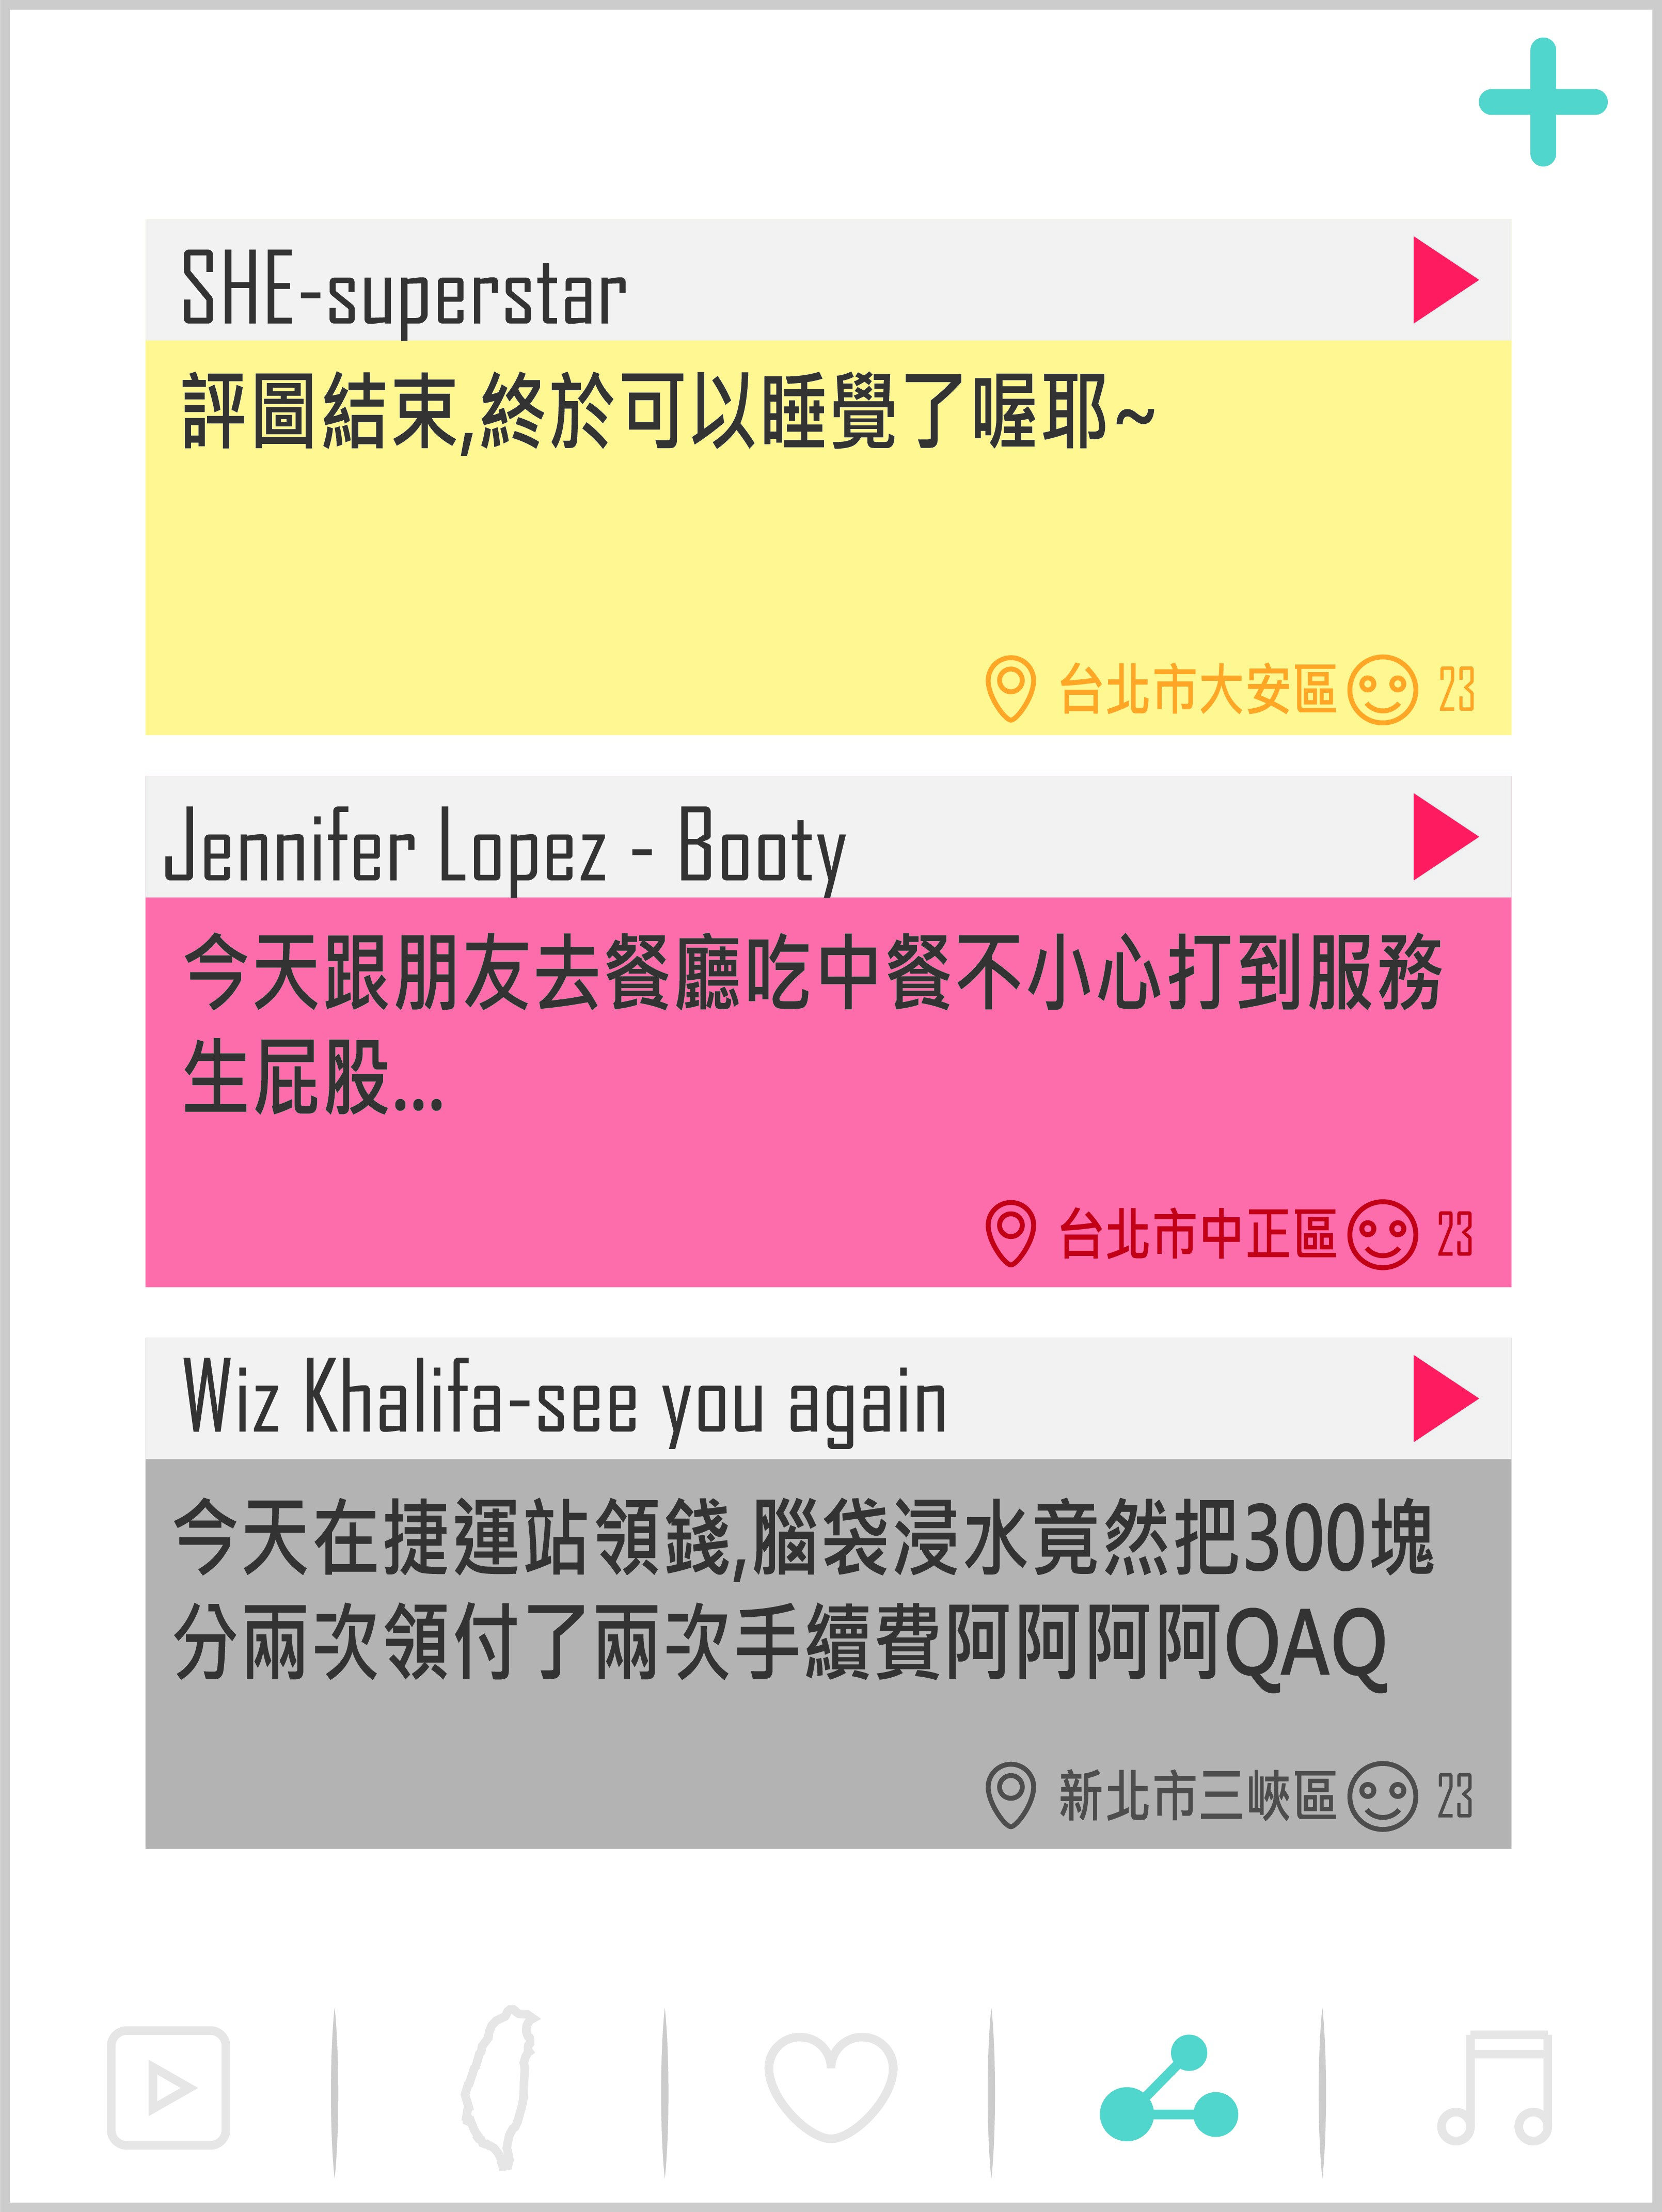 SHE-superstar
評圖結束,終於可以睡覺了喔耶~
台北市大安區 23
Jennifer Lopez - Booty
今天跟朋友去餐廳吃中餐不小心打到服務
生屁股...
台北市中正區 23
Wiz Khalifa-see you again
今天在捷運站領錢,腦袋浸水竟然把300塊
分兩次領付了兩次手續費阿阿阿阿QAQ
新北市三峽區 23